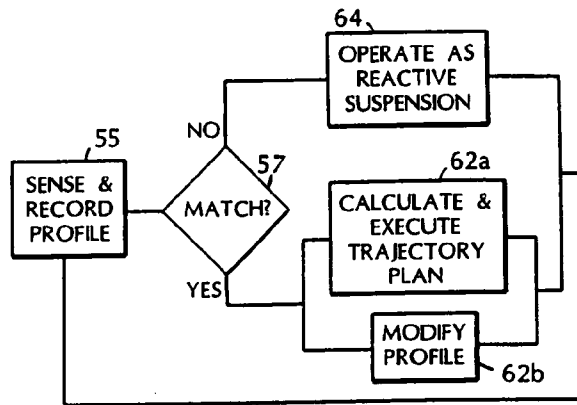 64
OPERATE AS
REACTIVE
SUSPENSION
NO
55
SENSE &
RECORD
PROFILE
57
MATCH?
YES
62a
CALCULATE &
EXECUTE
TRAJECTORY
PLAN
MODIFY
PROFILE
62b